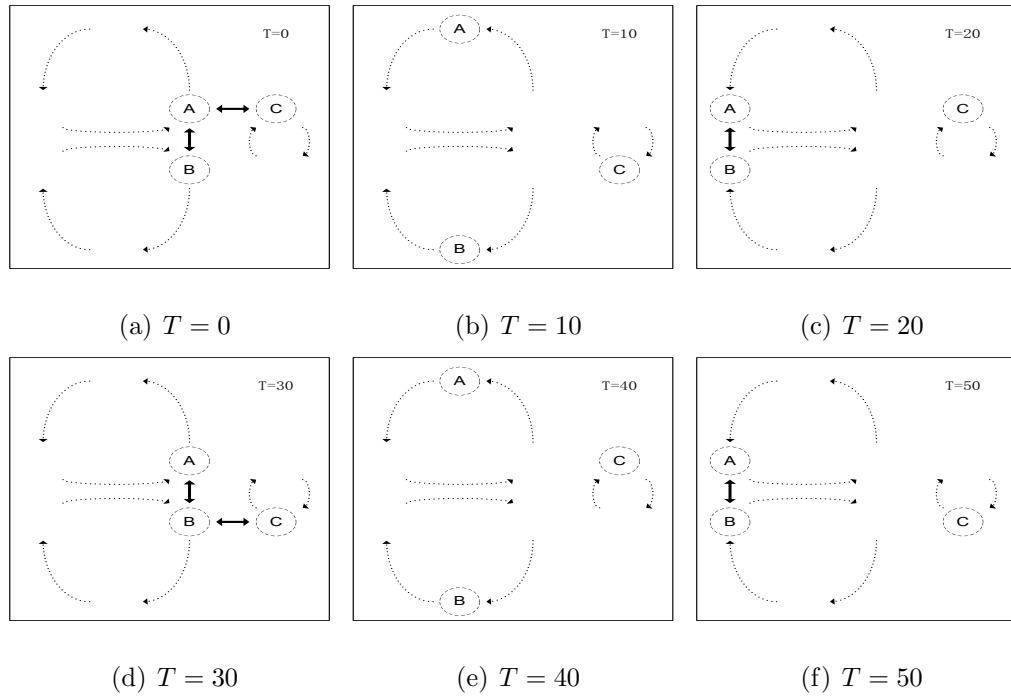 T=0
A
C
B
T=10
A
C
B
T=20
A
C
B
(a) T = 0
(b) T = 10
(c) T = 20
T=30
A
B
C
T=40
A
C
B
T=50
A
B
C
(d) T = 30
(e) T = 40
(f) T = 50